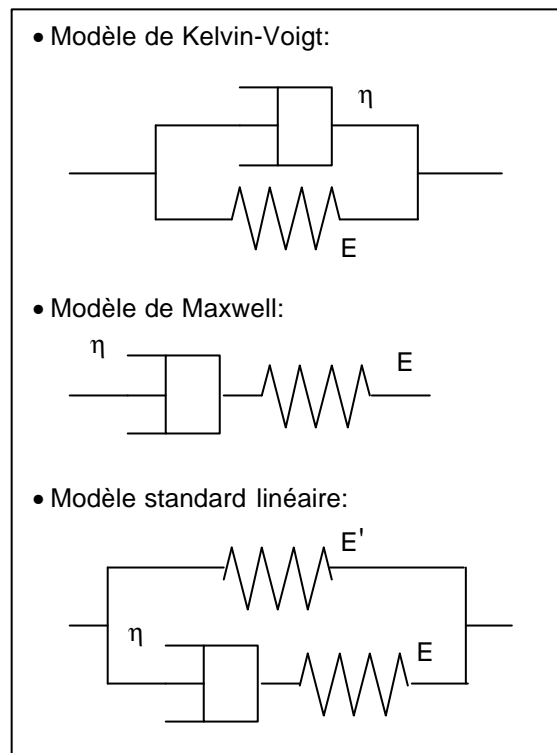 • Modèle de Kelvin-Voigt:
η
E
• Modèle de Maxwell:
η
E
• Modèle standard linéaire:
E'
η
E